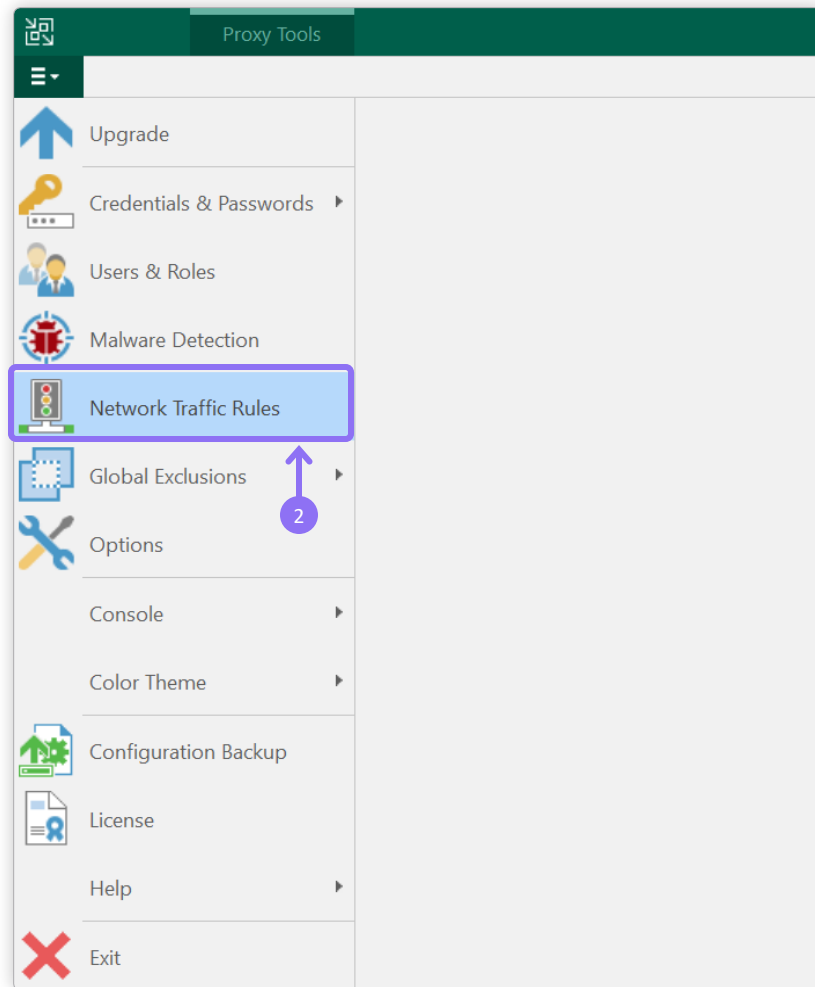 Proxy Tools
Upgrade
Credentials & Passwords
Users & Roles
Malware Detection
Network Traffic Rules
Global Exclusions
2
Options
Console
Color Theme
Configuration Backup
License
Help
Exit